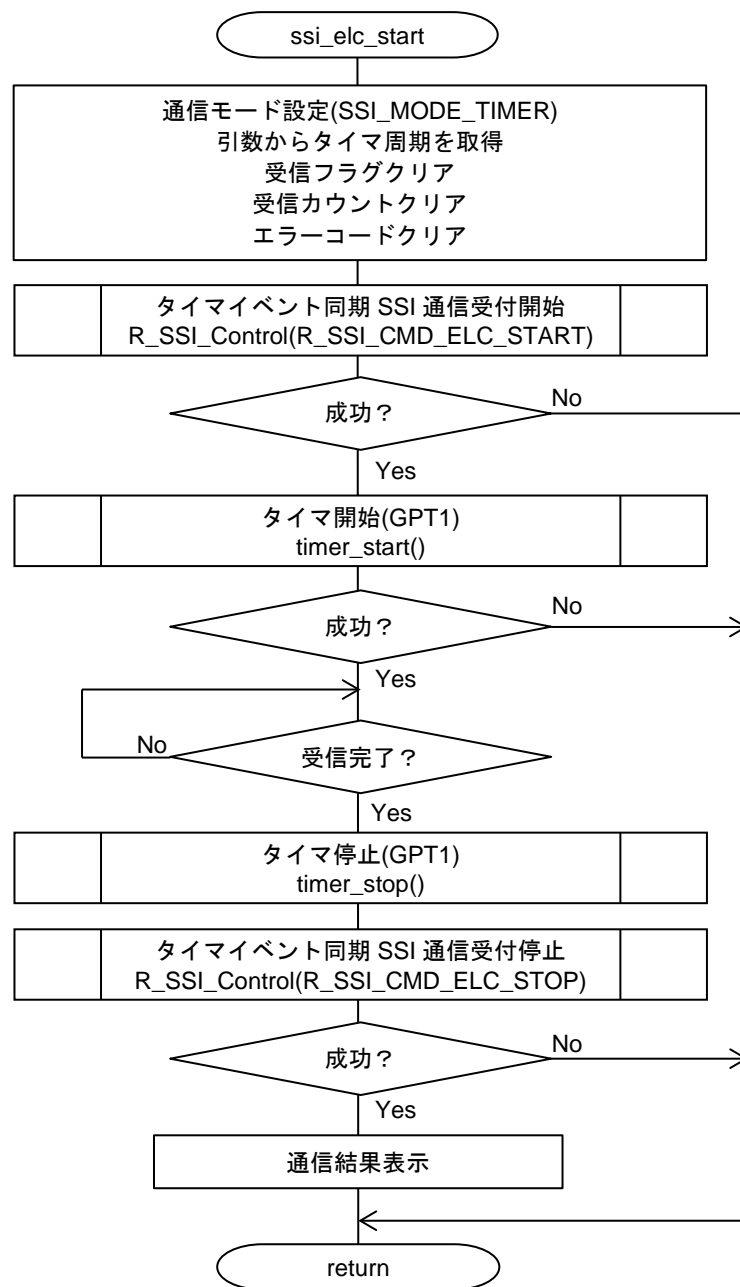 ssi_elc_start
通信モード設定(SSI_MODE_TIMER)
引数からタイマ周期を取得
受信フラグクリア
受信カウントクリア
エラーコードクリア
タイマイベント同期 SSI 通信受付開始
R_SSI_Control(R_SSI_CMD_ELC_START)
成功？
No
Yes
タイマ開始(GPT1)
timer_start()
成功？
No
Yes
受信完了？
No
Yes
タイマ停止(GPT1)
timer_stop()
タイマイベント同期 SSI 通信受付停止
R_SSI_Control(R_SSI_CMD_ELC_STOP)
成功？
No
Yes
通信結果表示
return